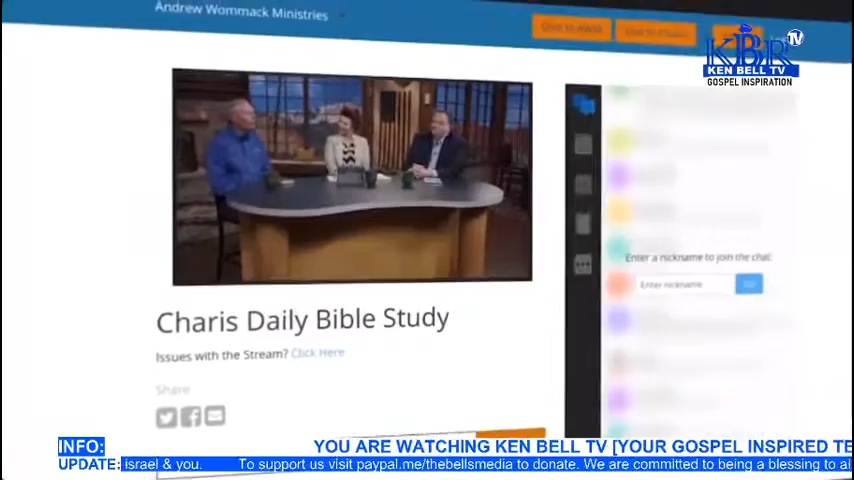 Andrew Wommack Ministries
KBR TV
KEN BELL TV
GOSPEL INSPIRATION
Enter a nickname to join the chat
Enter nickname
Charis Daily Bible Study
Issues with the Stream? Click Here
Share
INFO: YOU ARE WATCHING KEN BELL TV [YOUR GOSPEL INSPIRED TE
UPDATE: israel & you. To support us visit paypal.me/thebellsmedia to donate. We are committed to being a blessing to al